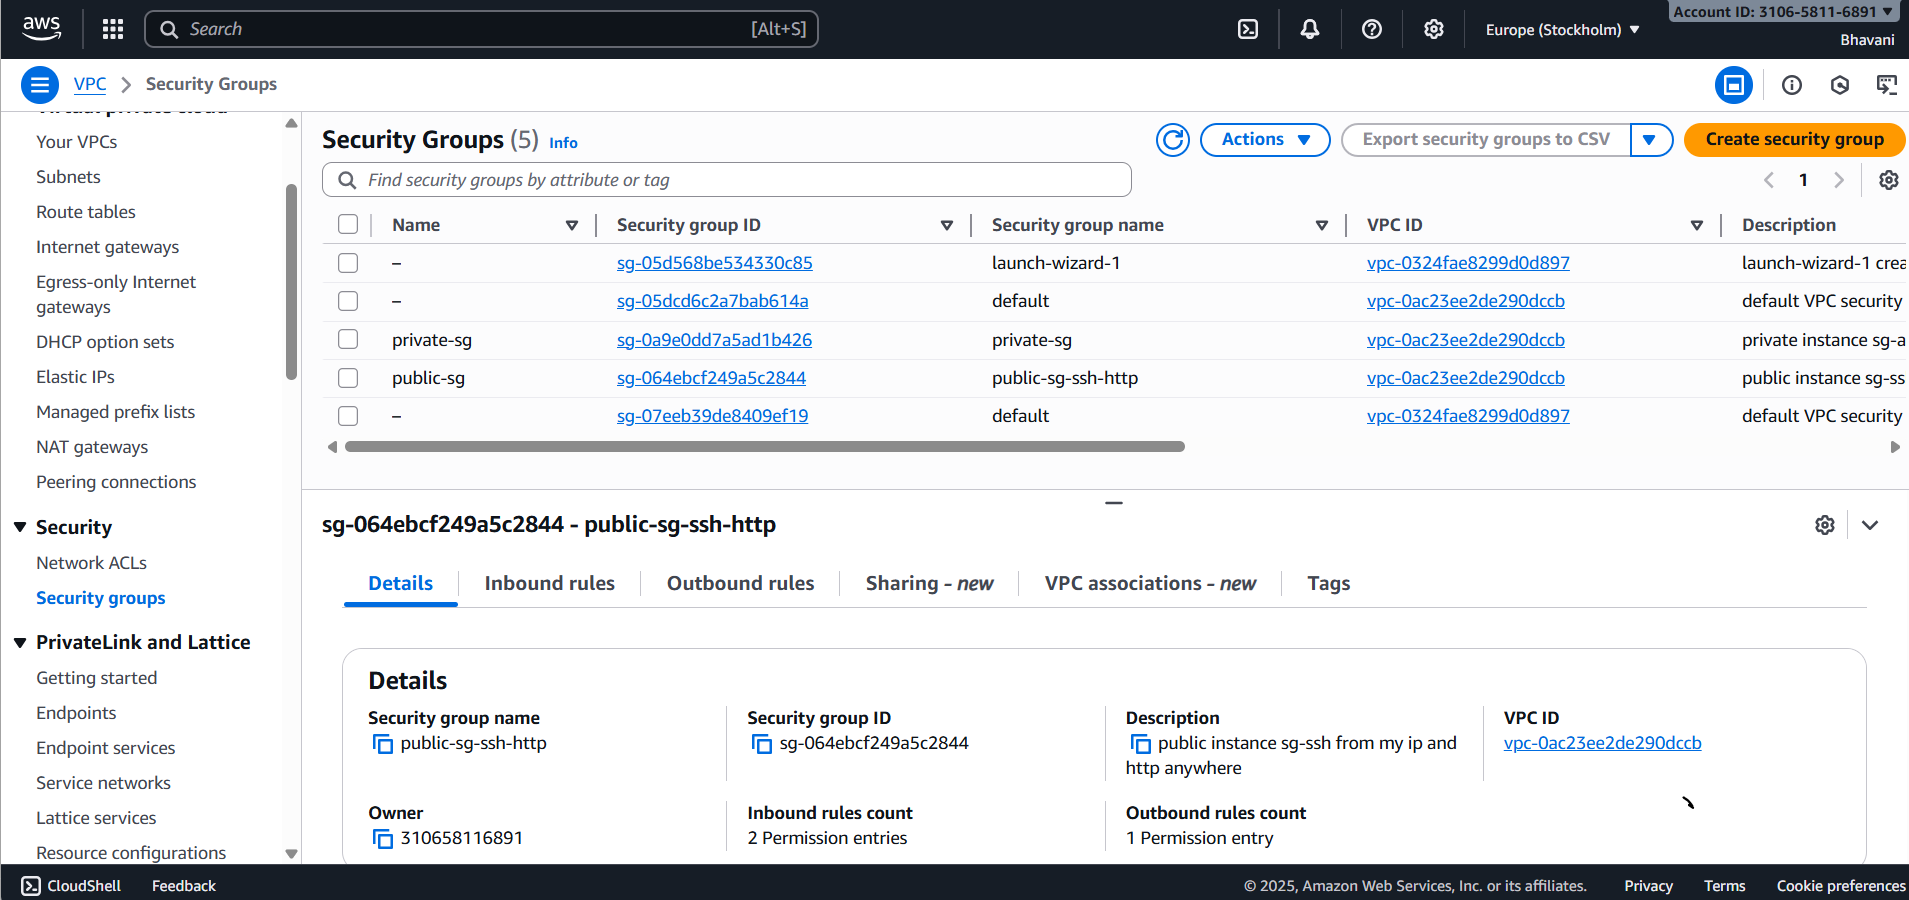 aws
Search
[Alt+S]
Europe (Stockholm)
Account ID: 3106-5811-6891
Bhavani
VPC
Security Groups
Your VPCs
Subnets
Route tables
Internet gateways
Egress-only Internet
gateways
DHCP option sets
Elastic IPs
Managed prefix lists
NAT gateways
Peering connections
Security
Network ACLs
Security groups
PrivateLink and Lattice
Getting started
Endpoints
Endpoint services
Service networks
Lattice services
Resource configurations
Security Groups (5) Info
Actions
Export security groups to CSV
Create security group
Find security groups by attribute or tag
1
Name Security group ID Security group name VPC ID Description
– sg-05d568be534330c85 launch-wizard-1 vpc-0324fae8299d0d897 launch-wizard-1 crea
– sg-05dcd6c2a7bab614a default vpc-0ac23ee2de290dccb default VPC security
private-sg sg-0a9e0dd7a5ad1b426 private-sg vpc-0ac23ee2de290dccb private instance sg-a
public-sg sg-064ebcf249a5c2844 public-sg-ssh-http vpc-0ac23ee2de290dccb public instance sg-ss
– sg-07eeb39de8409ef19 default vpc-0324fae8299d0d897 default VPC security
sg-064ebcf249a5c2844 - public-sg-ssh-http
Details Inbound rules Outbound rules Sharing - new VPC associations - new Tags
Details
Security group name
public-sg-ssh-http
Security group ID
sg-064ebcf249a5c2844
Description
public instance sg-ssh from my ip and
http anywhere
VPC ID
vpc-0ac23ee2de290dccb
Owner
310658116891
Inbound rules count
2 Permission entries
Outbound rules count
1 Permission entry
CloudShell
Feedback
© 2025, Amazon Web Services, Inc. or its affiliates.
Privacy
Terms
Cookie preferences